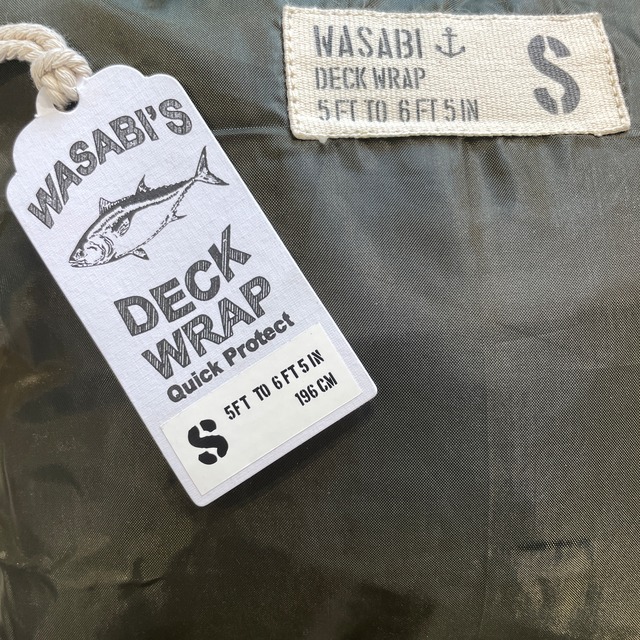 WASABI
DECK WRAP
5 FT TO 6 FT 5 IN
S
WASABI'S
DECK
WRAP
Quick Protect
S
5FT TO 6 FT 5 IN
196 CM